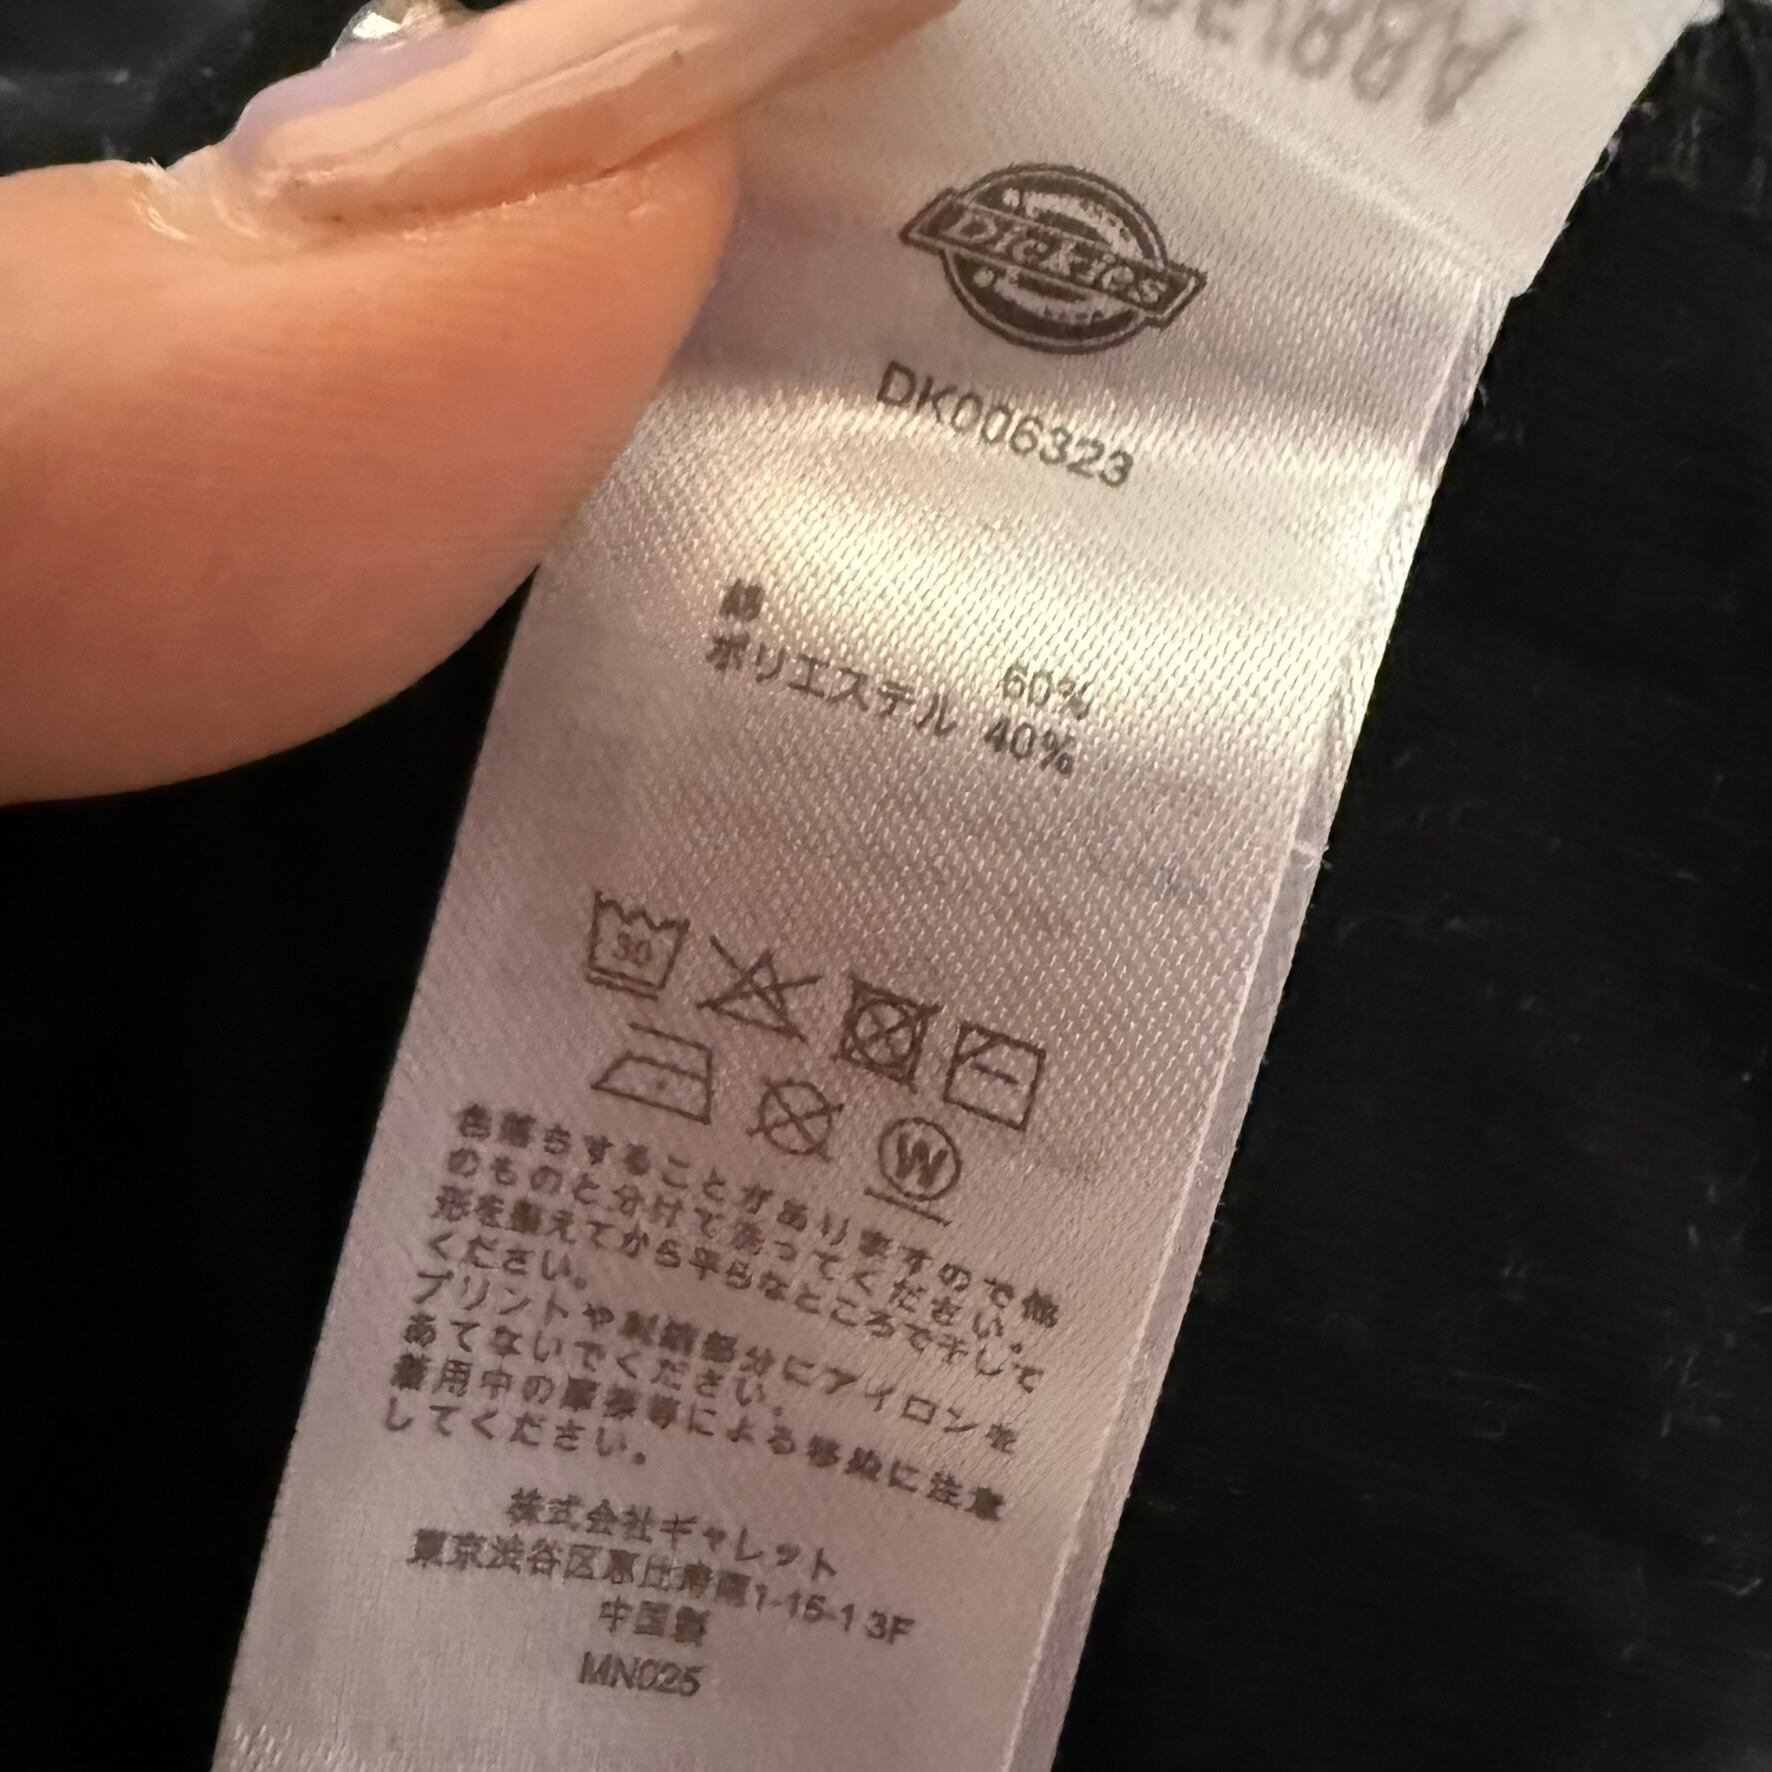 Dickies
DK006323
綿 60%
ポリエステル 40%
30
W
色落ちすることがありますので他
のものと分けて洗ってください。
形を整えてから平らなところで干して
ください。
プリントや刺繍部分にアイロンを
あてないでください。
着用中の摩擦等による移染に注意
してください。
株式会社ギャレット
東京渋谷区恵比寿南1-15-1 3F
中国製
MN025